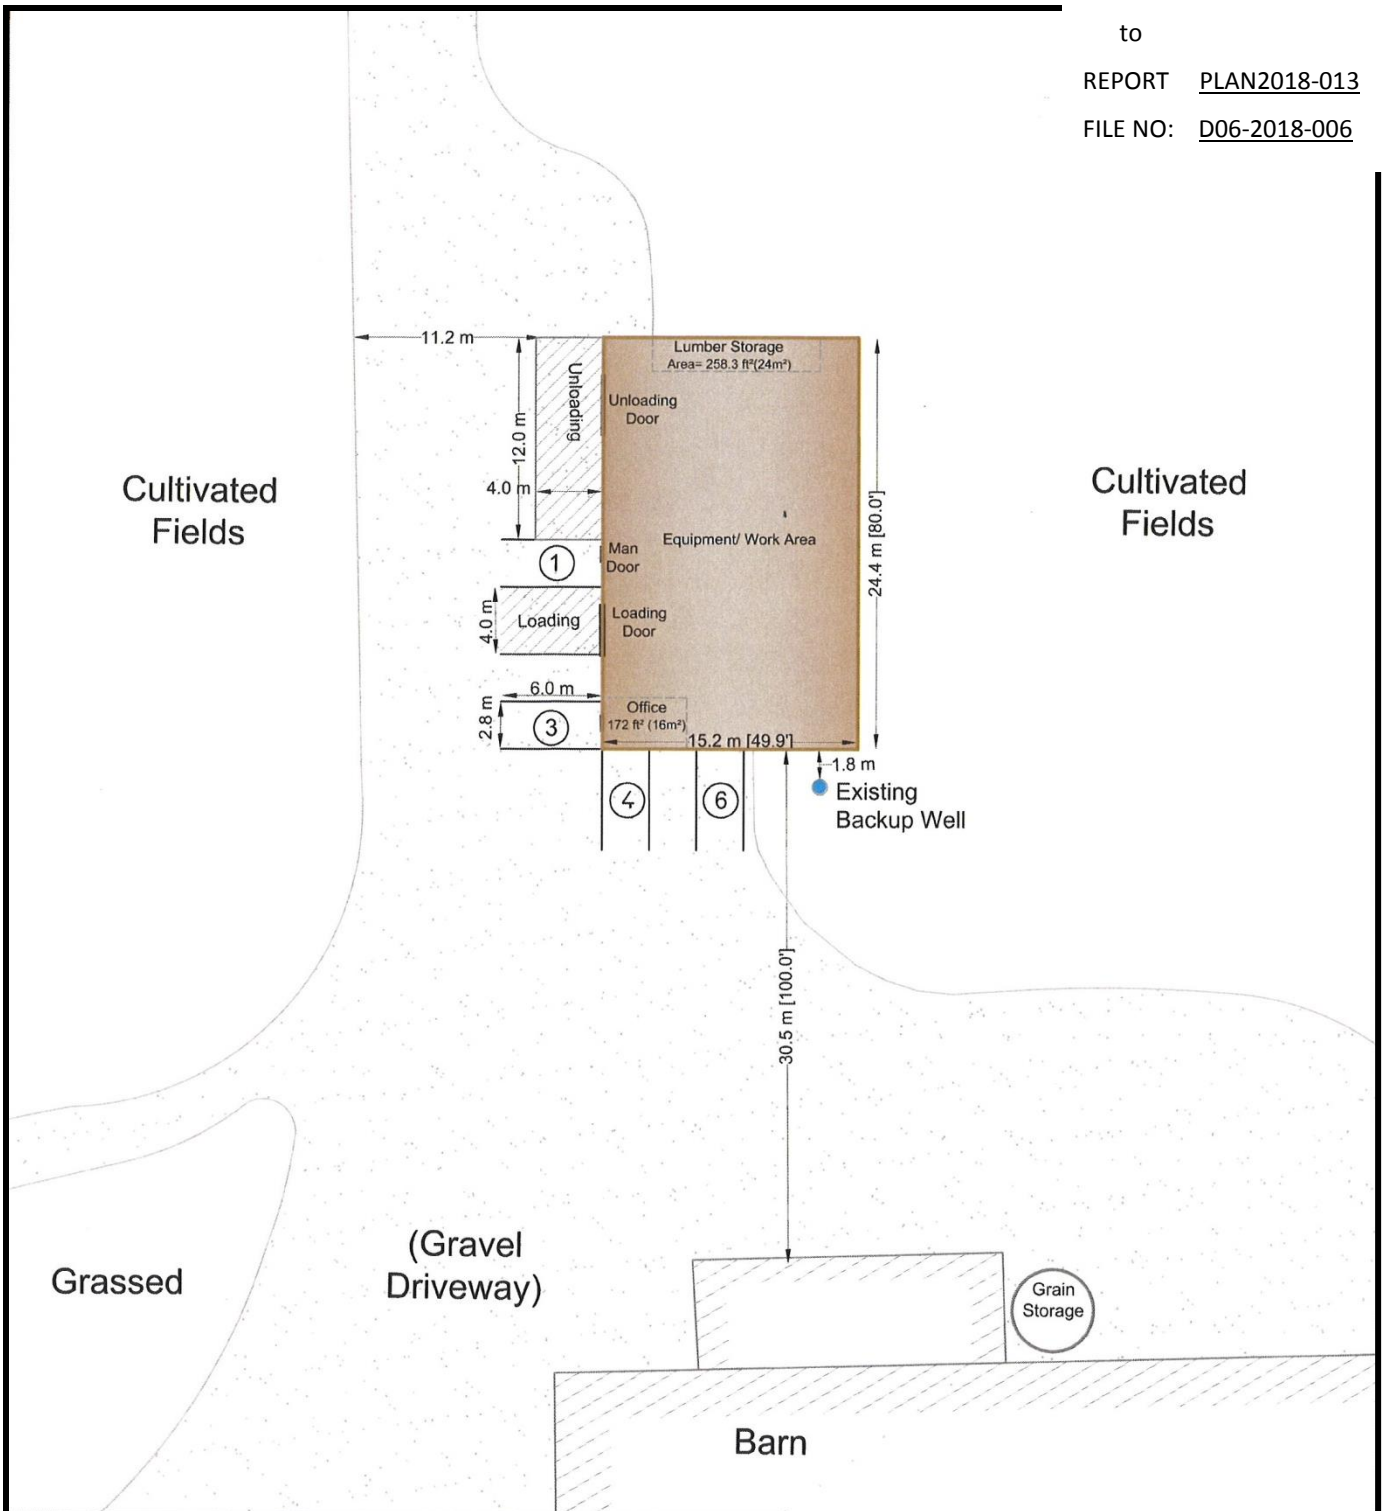 to
REPORT PLAN2018-013
FILE NO: D06-2018-006
11.2 m
Lumber Storage
Area= 258.3 ft²(24m²)
Unloading
Unloading
Door
12.0 m
4.0 m
Cultivated
Fields
Cultivated
Fields
24.4 m [80.0']
Equipment/ Work Area
1
Man
Door
Loading
Loading
Door
4.0 m
6.0 m
2.8 m
3
Office
172 ft² (16m²)
15.2 m [49.9']
1.8 m
4
6
Existing
Backup Well
30.5 m [100.0']
(Gravel
Driveway)
Grassed
Grain
Storage
Barn